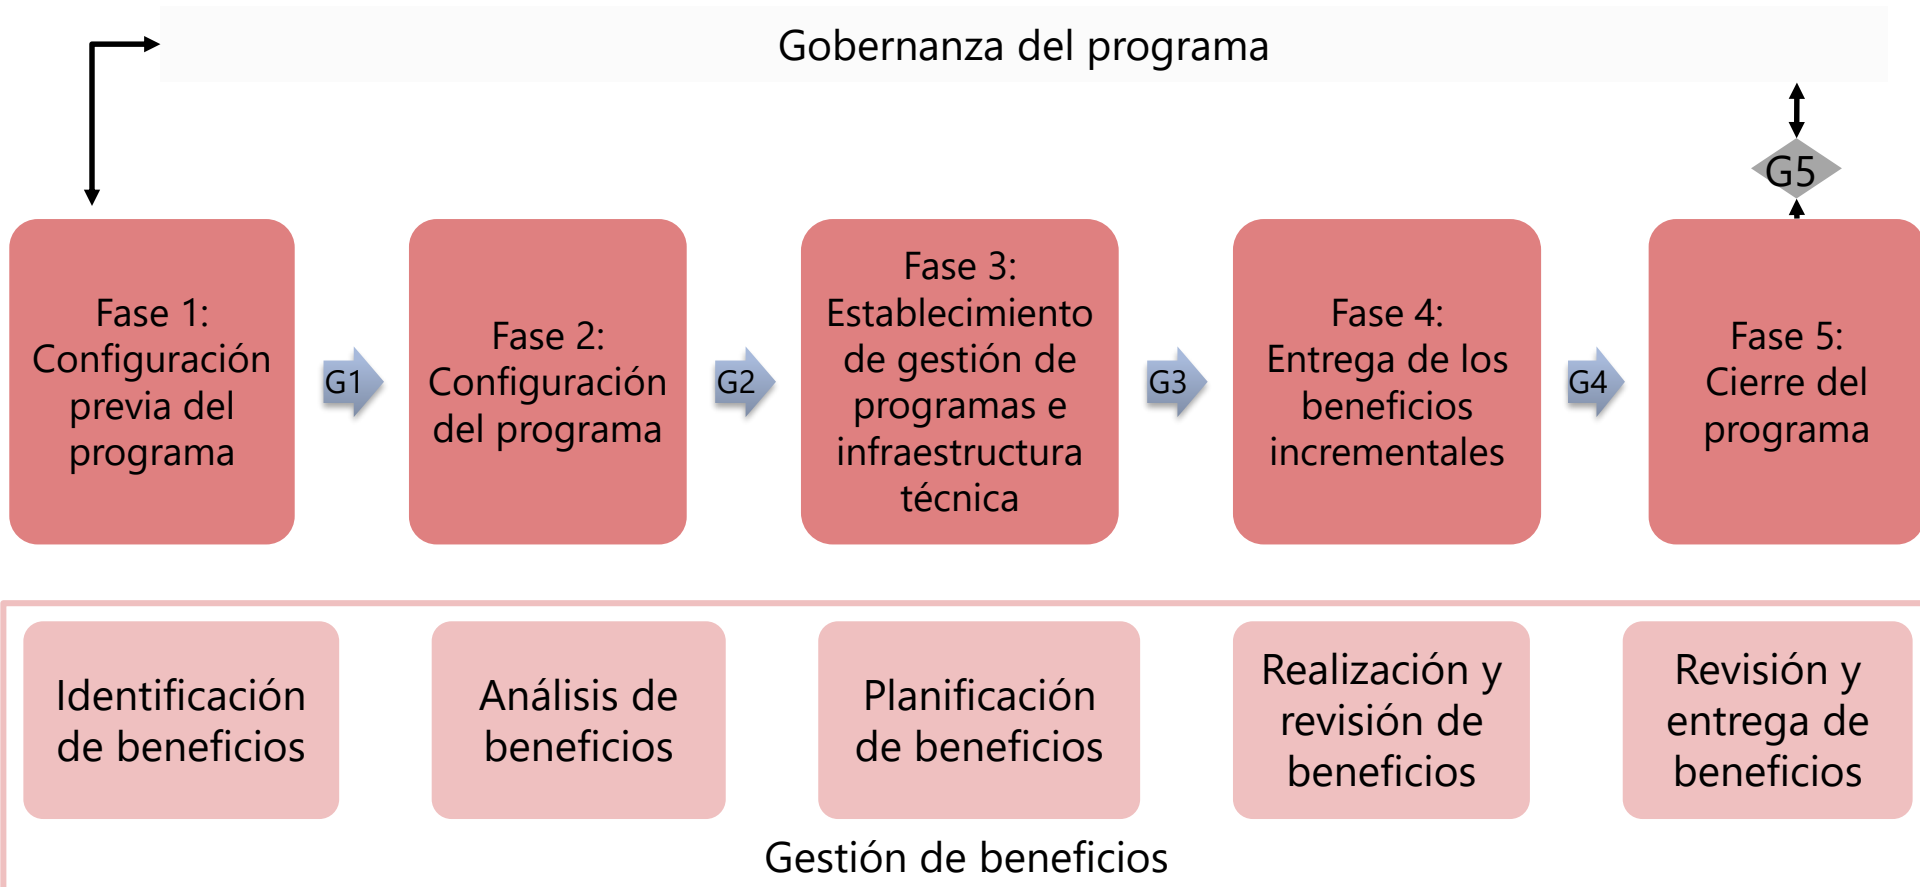 Gobernanza del programa
G5
Fase 1:
Configuración
previa del
programa
G1
Fase 2:
Configuración
del programa
G2
Fase 3:
Establecimiento
de gestión de
programas e
infraestructura
técnica
G3
Fase 4:
Entrega de los
beneficios
incrementales
G4
Fase 5:
Cierre del
programa
Identificación
de beneficios
Análisis de
beneficios
Planificación
de beneficios
Realización y
revisión de
beneficios
Revisión y
entrega de
beneficios
Gestión de beneficios